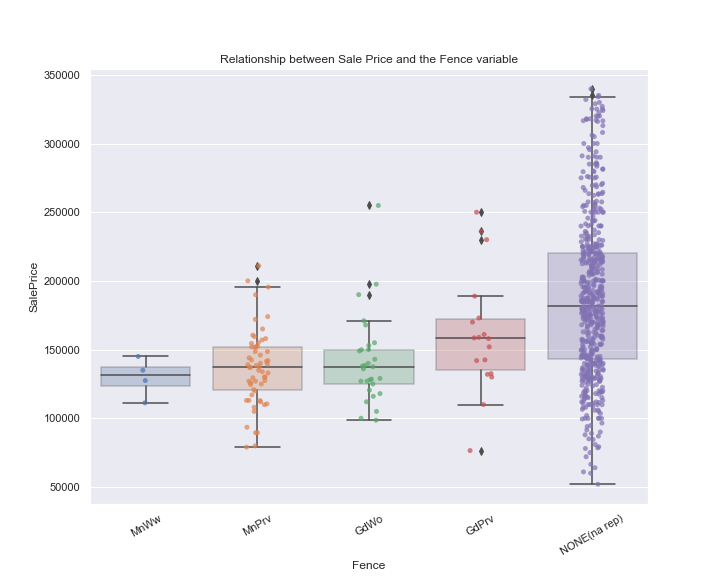 Relationship between Sale Price and the Fence variable
350000
300000
250000
200000
150000
100000
50000
SalePrice
MnWw
MnPrv
GdWo
GdPrv
NONE(na rep)
Fence